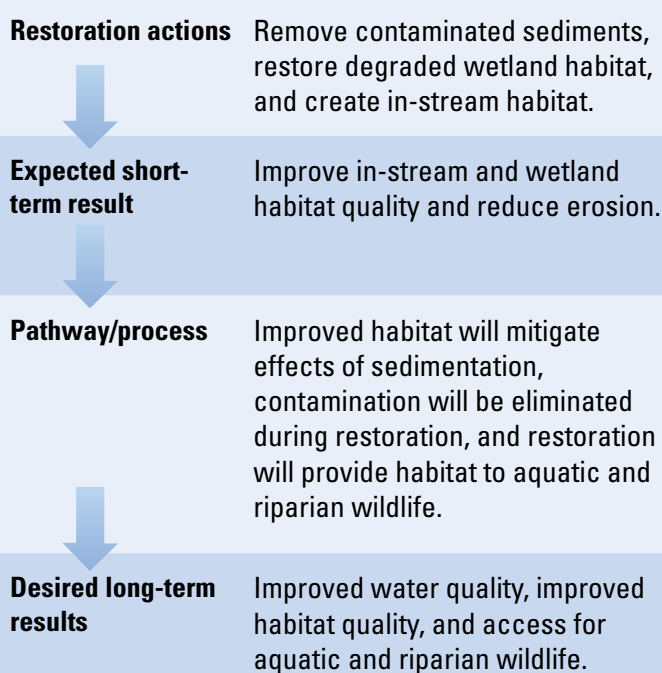 Restoration actions
Remove contaminated sediments,
restore degraded wetland habitat,
and create in-stream habitat.
Expected short-
term result
Improve in-stream and wetland
habitat quality and reduce erosion.
Pathway/process
Improved habitat will mitigate
effects of sedimentation,
contamination will be eliminated
during restoration, and restoration
will provide habitat to aquatic and
riparian wildlife.
Desired long-term
results
Improved water quality, improved
habitat quality, and access for
aquatic and riparian wildlife.